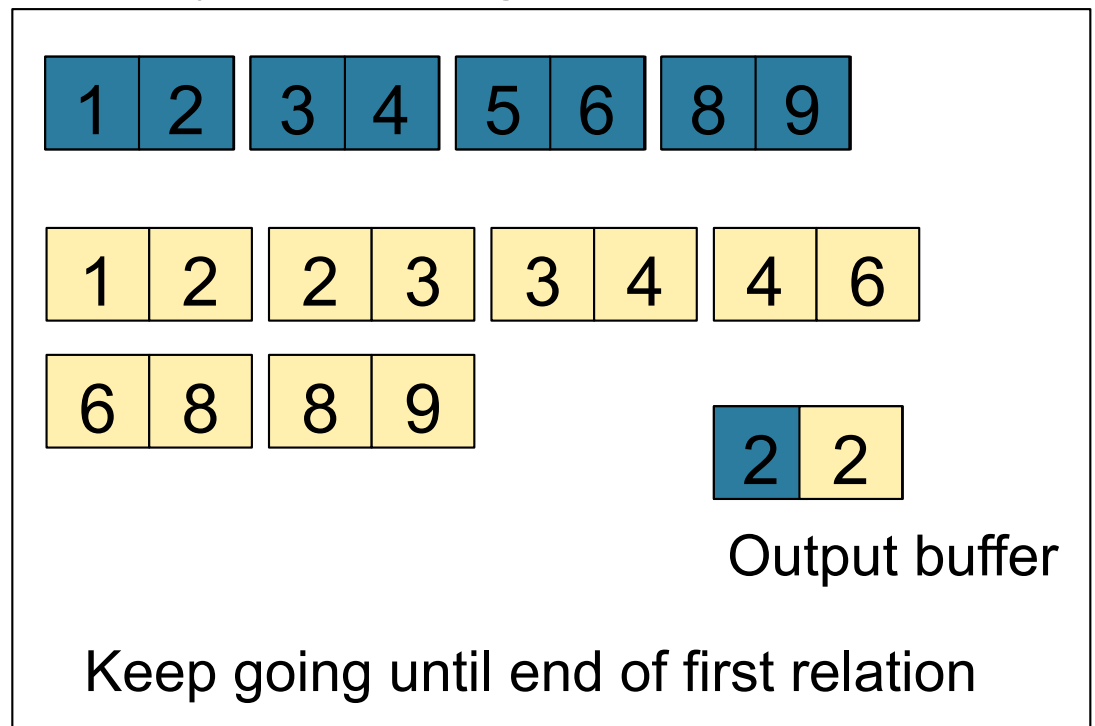 1 2 3 4 5 6 8 9
1 2 2 3 3 4 4 6
6 8 8 9
2 2
Output buffer
Keep going until end of first relation